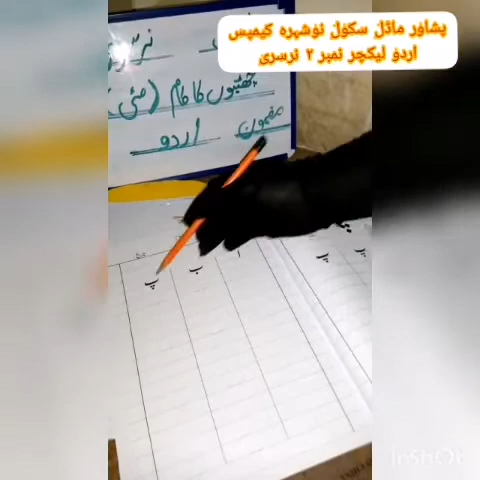 پشاور ماڈل سکول نوشہرہ کیمپس
اردو لیکچر نمبر ۲ نرسری
چھٹیوں کا کام (مئی
مضمون اردو
ا ب پ
پ پ
InShOt